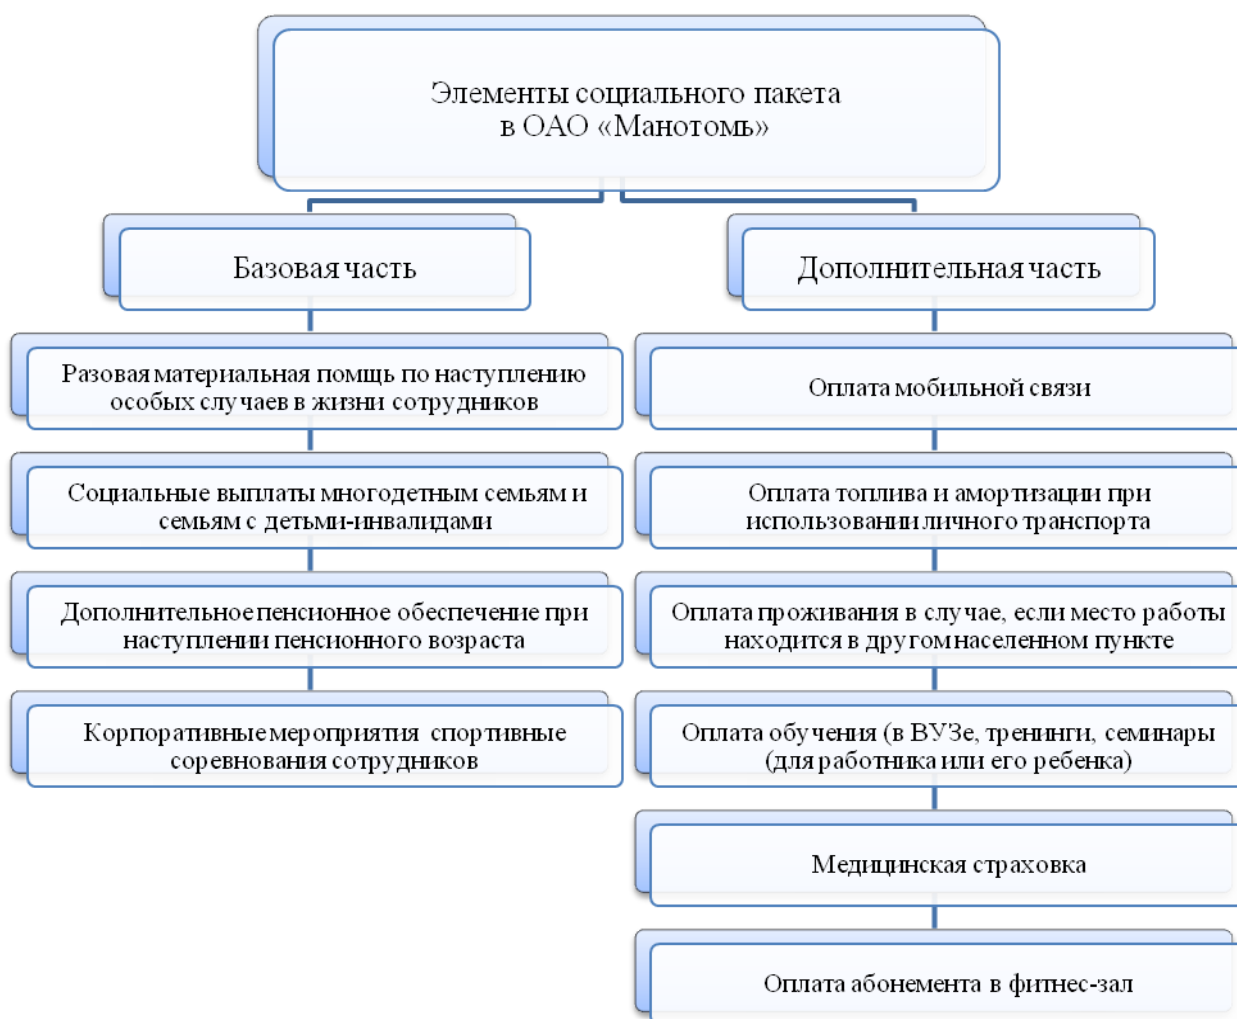 Элементы социального пакета
в ОАО «Манотомь»
Базовая часть
Разовая материальная помщь по наступлению
особых случаев в жизни сотрудников
Социальные выплаты многодетным семьям и
семьям с детьми-инвалидами
Дополнительное пенсионное обеспечение при
наступлении пенсионного возраста
Корпоративные мероприятия спортивные
соревнования сотрудников
Дополнительная часть
Оплата мобильной связи
Оплата топлива и амортизации при
использовании личного транспорта
Оплата проживания в случае, если место работы
находится в другом населенном пункте
Оплата обучения (в ВУЗе, тренинги, семинары
(для работника или его ребенка)
Медицинская страховка
Оплата абонемента в фитнес-зал